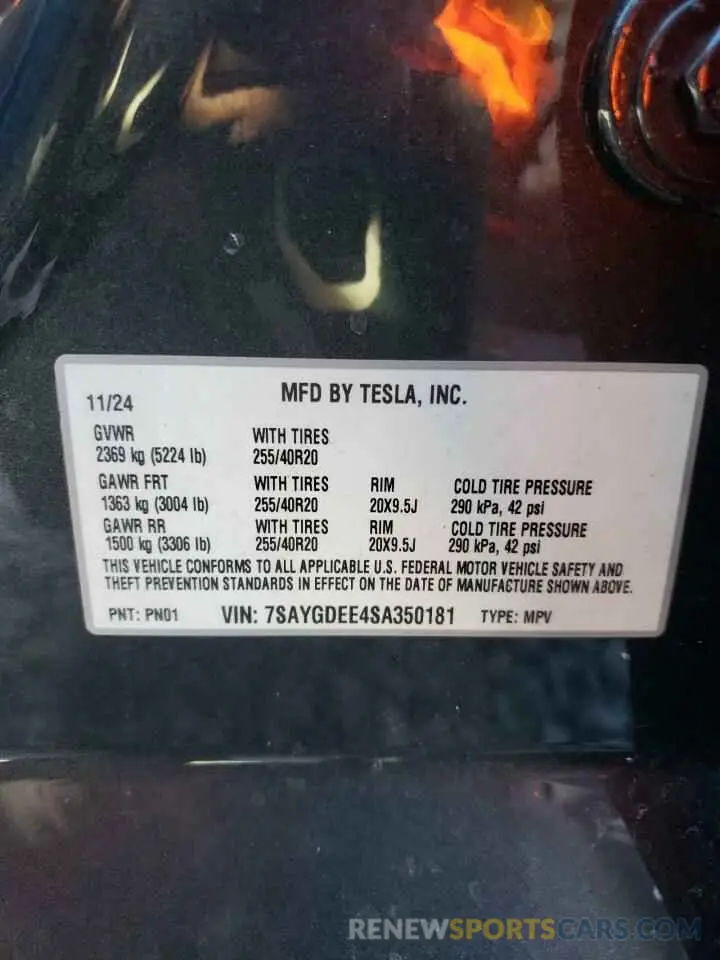 MFD BY TESLA, INC.
11/24
GVWR WITH TIRES
2369 kg (5224 lb) 255/40R20
GAWR FRT WITH TIRES RIM COLD TIRE PRESSURE
1363 kg (3004 lb) 255/40R20 20X9.5J 290 kPa, 42 psi
GAWR RR WITH TIRES RIM COLD TIRE PRESSURE
1500 kg (3306 lb) 255/40R20 20X9.5J 290 kPa, 42 psi
THIS VEHICLE CONFORMS TO ALL APPLICABLE U.S. FEDERAL MOTOR VEHICLE SAFETY AND
THEFT PREVENTION STANDARDS IN EFFECT ON THE DATE OF MANUFACTURE SHOWN ABOVE.
PNT: PN01 VIN: 7SAYGDEE4SA350181 TYPE: MPV
RENEWSPORTSCARS.COM